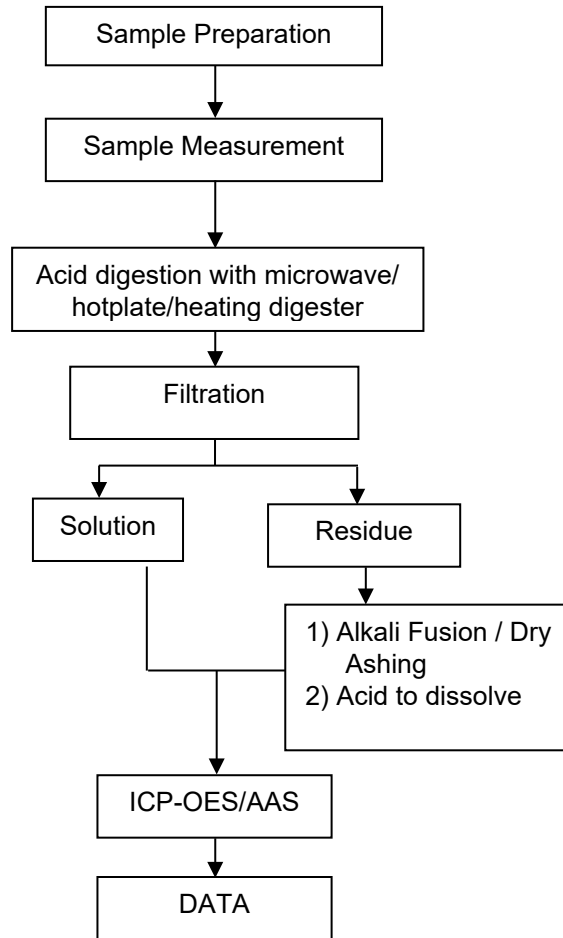 Sample Preparation
Sample Measurement
Acid digestion with microwave/
hotplate/heating digester
Filtration
Solution
Residue
1) Alkali Fusion / Dry
Ashing
2) Acid to dissolve
ICP-OES/AAS
DATA